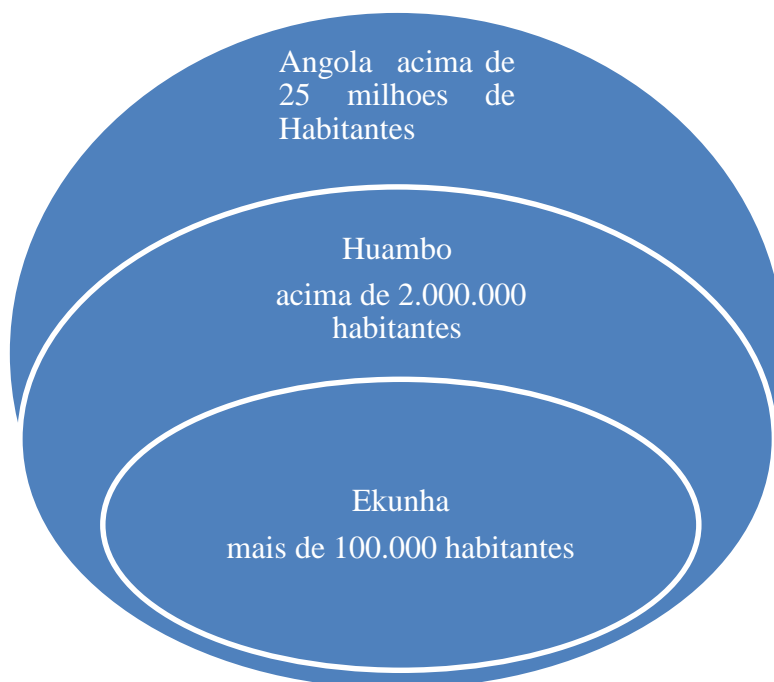 Angola acima de
25 milhoes de
Habitantes
Huambo
acima de 2.000.000
habitantes
Ekunha
mais de 100.000 habitantes